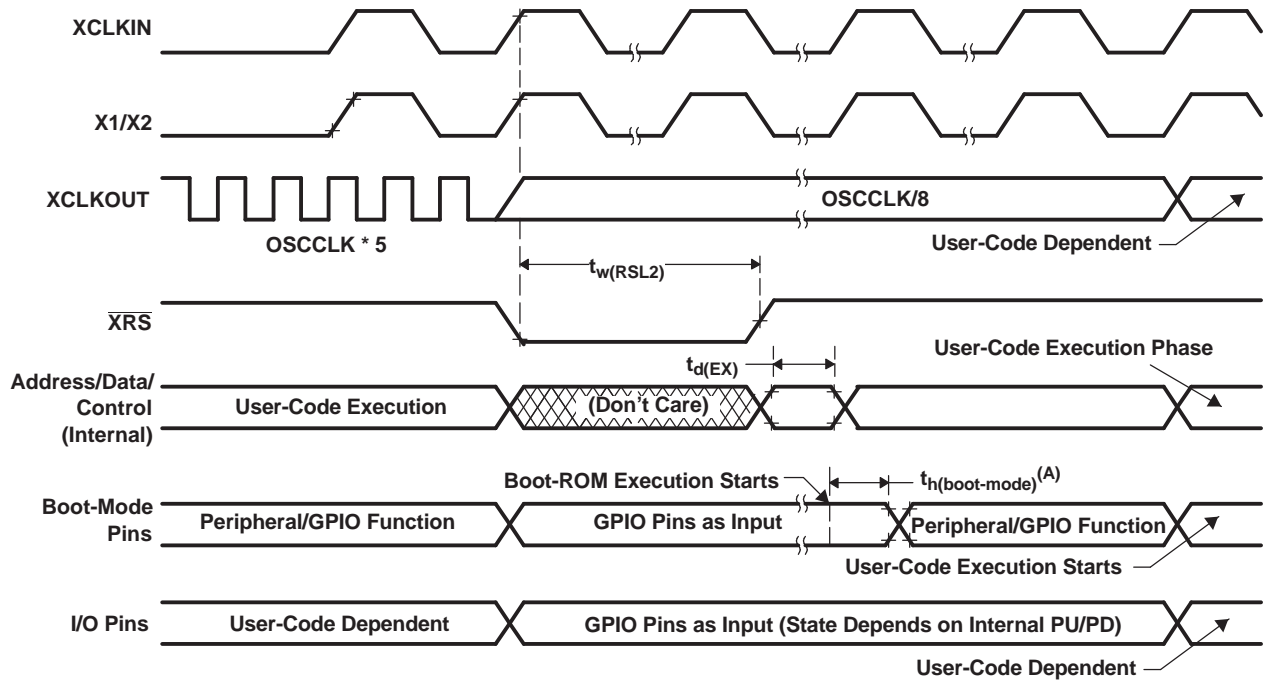 XCLKIN
X1/X2
XCLKOUT
OSCCLK/8
OSCCLK * 5
User-Code Dependent
tw(RSL2)
XRS
User-Code Execution Phase
td(EX)
Address/Data/
Control
(Internal)
User-Code Execution
(Don't Care)
Boot-ROM Execution Starts
th(boot-mode)(A)
Boot-Mode
Pins
Peripheral/GPIO Function
GPIO Pins as Input
Peripheral/GPIO Function
User-Code Execution Starts
I/O Pins
User-Code Dependent
GPIO Pins as Input (State Depends on Internal PU/PD)
User-Code Dependent